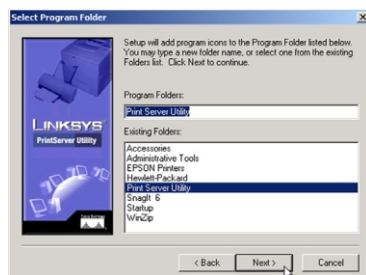 Select Program Folder
Setup will add program icons to the Program Folder listed below.
You may type a new folder name, or select one from the existing
Folders list. Click Next to continue.
Program Folders:
Print Server Utility
LINKSYS
PrintServer Utility
Existing Folders:
Accessories
Administrative Tools
EPSON Printers
Hewlett-Packard
Print Server Utility
SnagIt 6
Startup
WinZip
< Back
Next >
Cancel